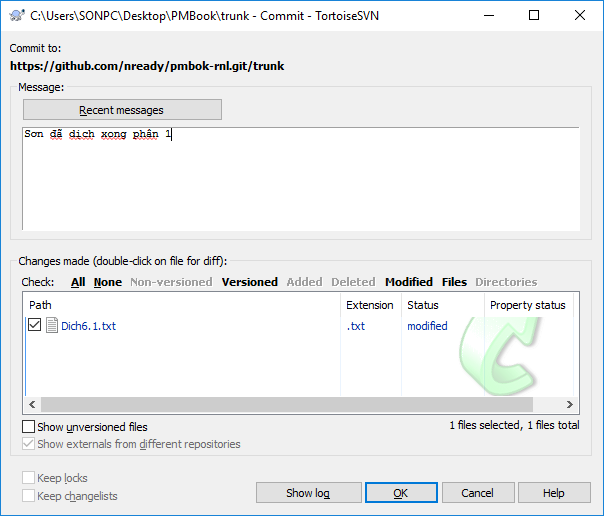 C:\Users\SONPC\Desktop\PMBook\trunk - Commit - TortoiseSVN
Commit to:
https://github.com/nready/pmbok-rnl.git/trunk
Message:
Recent messages
Sơn đã dịch xong phần 1
Changes made (double-click on file for diff):
Check: All None Non-versioned Versioned Added Deleted Modified Files Directories
Path Extension Status Property status
Dich6.1.txt .txt modified
Show unversioned files 1 files selected, 1 files total
Show externals from different repositories
Keep locks
Keep changelists
Show log OK Cancel Help